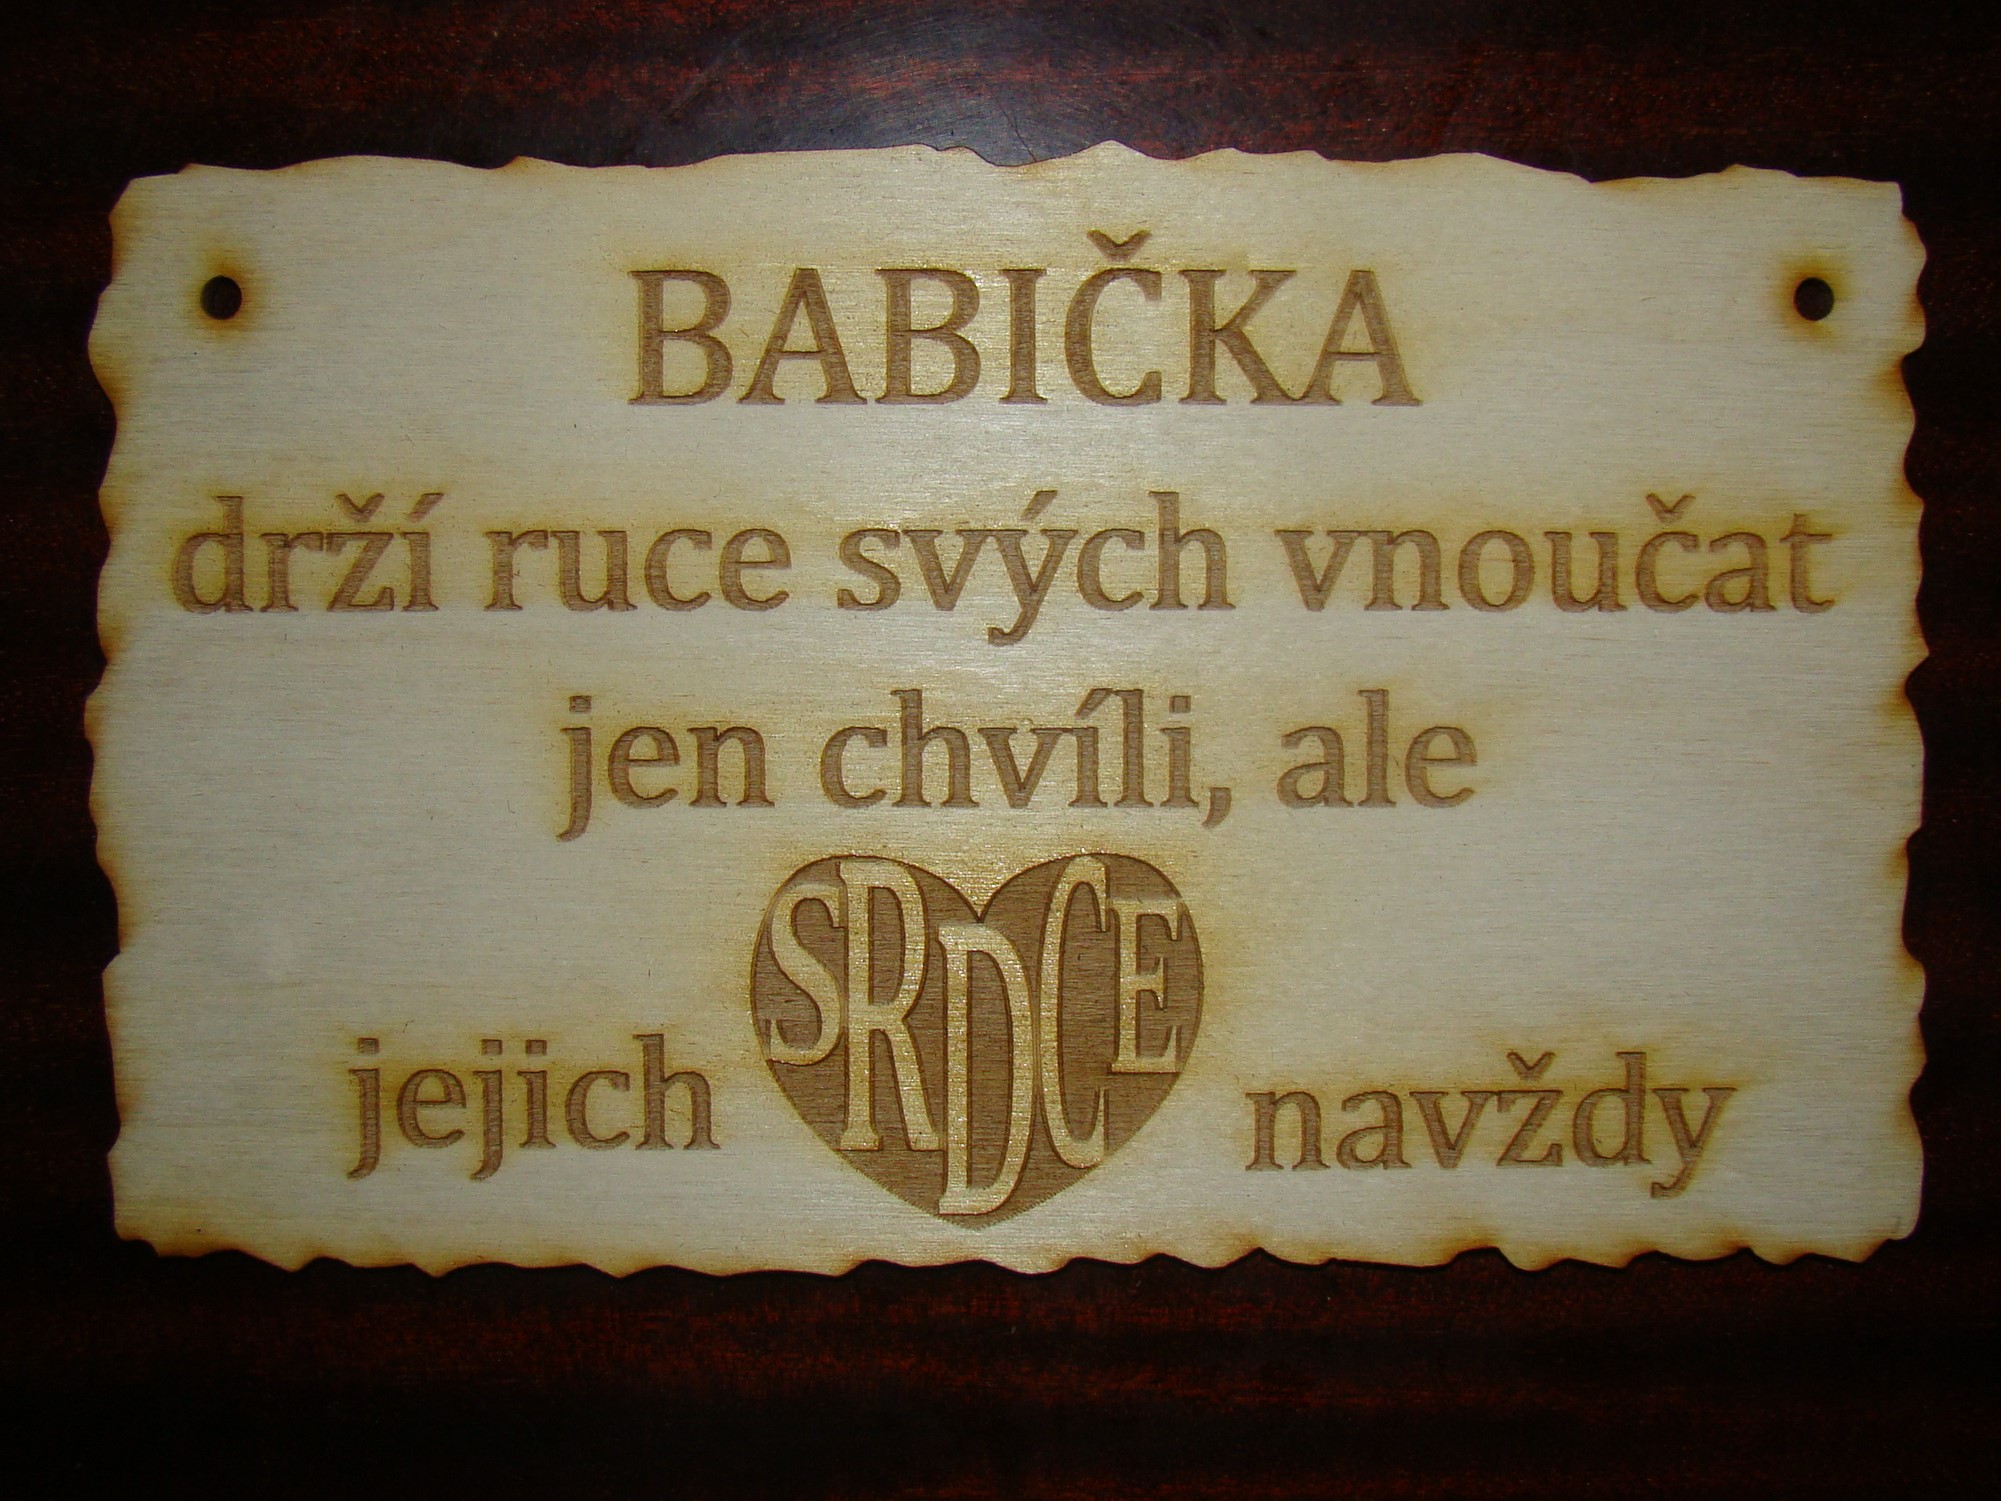 BABIČKA
drží ruce svých vnoučat
jen chvíli, ale
jejich SRDCE navždy